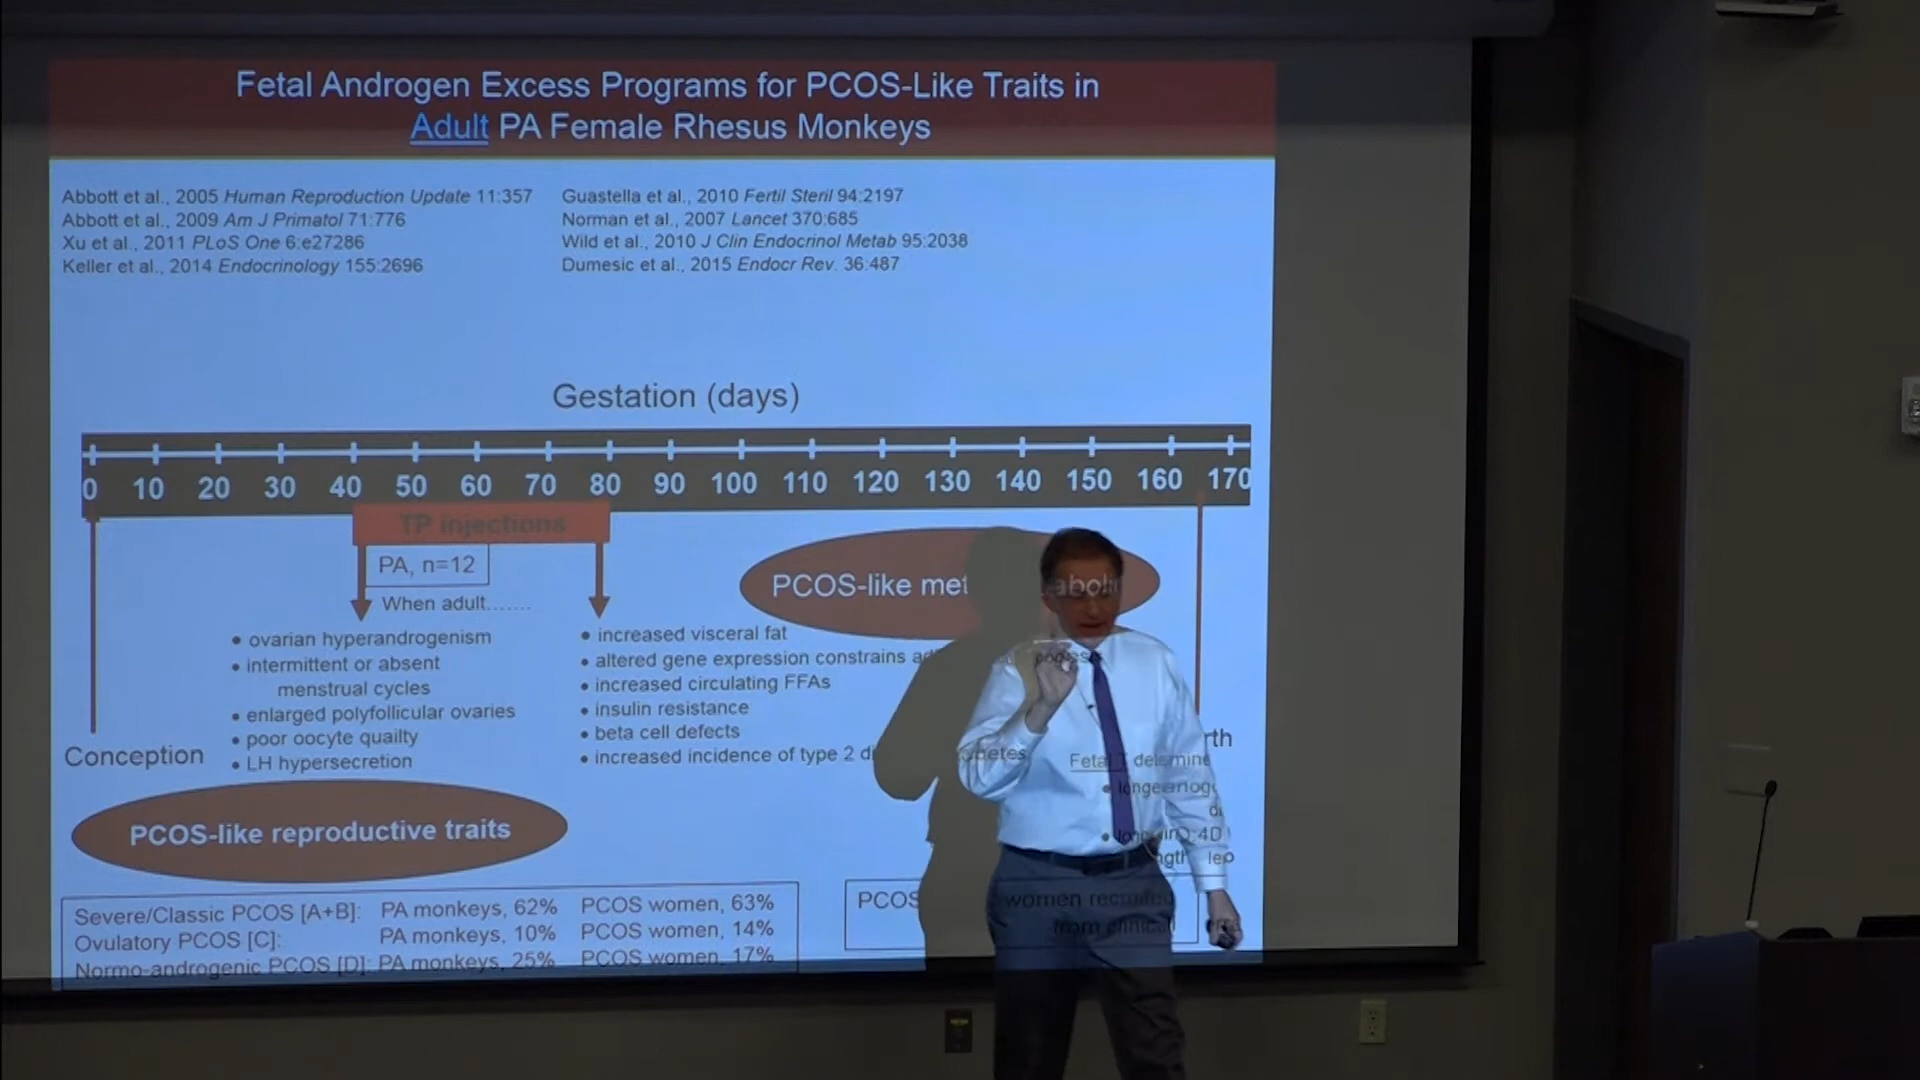 Fetal Androgen Excess Programs for PCOS-Like Traits in
Adult PA Female Rhesus Monkeys
Abbott et al., 2005 Human Reproduction Update 11:357
Abbott et al., 2009 Am J Primatol 71:776
Xu et al., 2011 PLoS One 6:e27286
Keller et al., 2014 Endocrinology 155:2696
Guastella et al., 2010 Fertil Steril 94:2197
Norman et al., 2007 Lancet 370:685
Wild et al., 2010 J Clin Endocrinol Metab 95:2038
Dumesic et al., 2015 Endocr Rev. 36:487
Gestation (days)
0 10 20 30 40 50 60 70 80 90 100 110 120 130 140 150 160 170
TP injections
PA, n=12
When adult.......
• ovarian hyperandrogenism
• intermittent or absent
menstrual cycles
• enlarged polyfollicular ovaries
• poor oocyte quailty
• LH hypersecretion
PCOS-like met
• increased visceral fat
• altered gene expression constrains
• increased circulating FFAs
• insulin resistance
• beta cell defects
• increased incidence of type 2
Conception
PCOS-like reproductive traits
Severe/Classic PCOS [A+B]: PA monkeys, 62% PCOS women, 63%
Ovulatory PCOS [C]: PA monkeys, 10% PCOS women, 14%
Normo-androgenic PCOS [D]: PA monkeys, 25% PCOS women, 17%
PCOS women recruited
from clinical